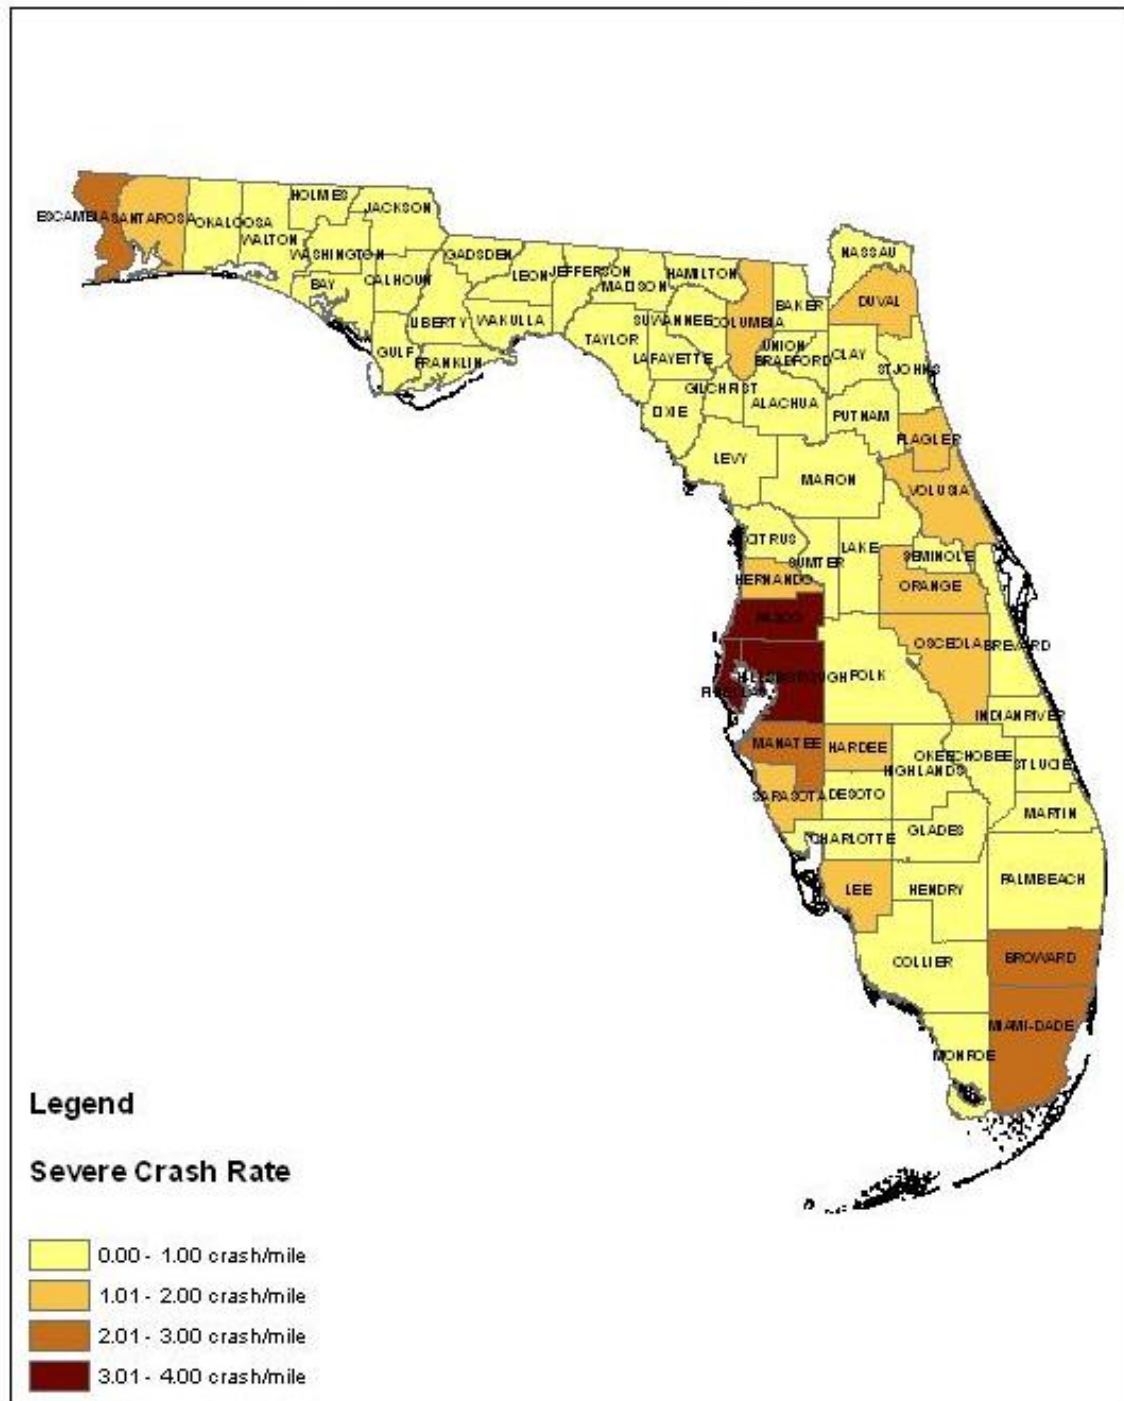 HOLMES
JACKSON
ESCAMBIA
SANTAROSA
OKALOOSA
WALTON
WASHINGTON
GADSDEN
NASSAU
BAY
CALHOUN
LEON
JEFFERSON
MADISON
HAMILTON
LIBERTY
WAKULLA
SUWANNEE
COLUMBIA
BAKER
DUVAL
GULF
FRANKLIN
TAYLOR
LAFAYETTE
UNION
BRADFORD
CLAY
ST JOHNS
GILCHRIST
DIXIE
ALACHUA
PUTNAM
FLAGLER
LEVY
MARION
VOLUSIA
CITRUS
SUMTER
LAKE
SEMINOLE
HERNANDO
ORANGE
PASCO
OSCEOLA
BREVARD
PINELLAS
HILLSBOROUGH
POLK
INDIAN RIVER
MANATEE
HARDEE
OKEECHOBEE
HIGHLANDS
ST LUCIE
SARASOTA
DESOTO
MARTIN
CHARLOTTE
GLADES
LEE
HENDRY
PALM BEACH
COLLIER
BROWARD
MIAMI-DADE
MONROE
Legend
Severe Crash Rate
0.00 - 1.00 crash/mile
1.01 - 2.00 crash/mile
2.01 - 3.00 crash/mile
3.01 - 4.00 crash/mile